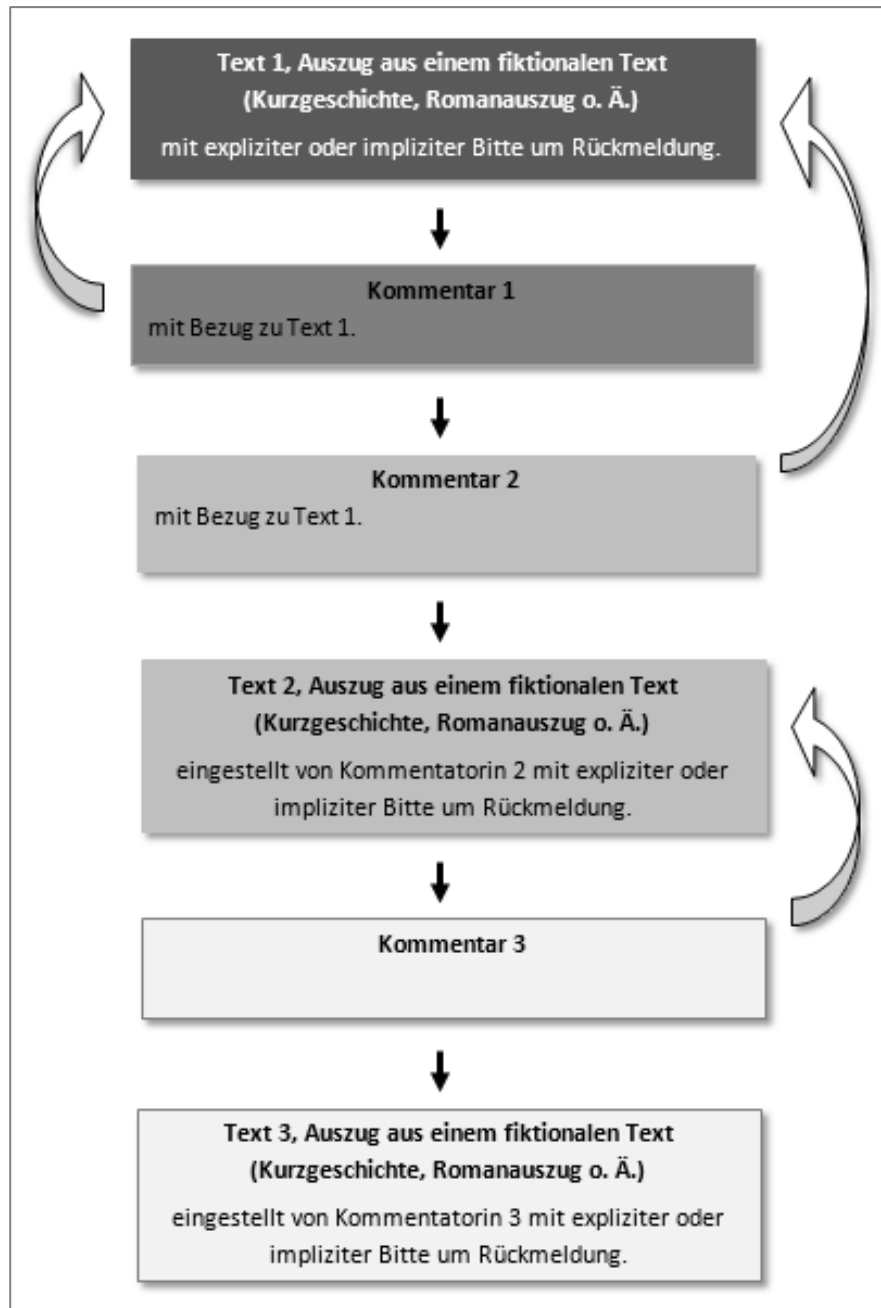 Text 1, Auszug aus einem fiktionalen Text
(Kurzgeschichte, Romanauszug o. Ä.)
mit expliziter oder impliziter Bitte um Rückmeldung.
Kommentar 1
mit Bezug zu Text 1.
Kommentar 2
mit Bezug zu Text 1.
Text 2, Auszug aus einem fiktionalen Text
(Kurzgeschichte, Romanauszug o. Ä.)
eingestellt von Kommentatorin 2 mit expliziter oder
impliziter Bitte um Rückmeldung.
Kommentar 3
Text 3, Auszug aus einem fiktionalen Text
(Kurzgeschichte, Romanauszug o. Ä.)
eingestellt von Kommentatorin 3 mit expliziter oder
impliziter Bitte um Rückmeldung.